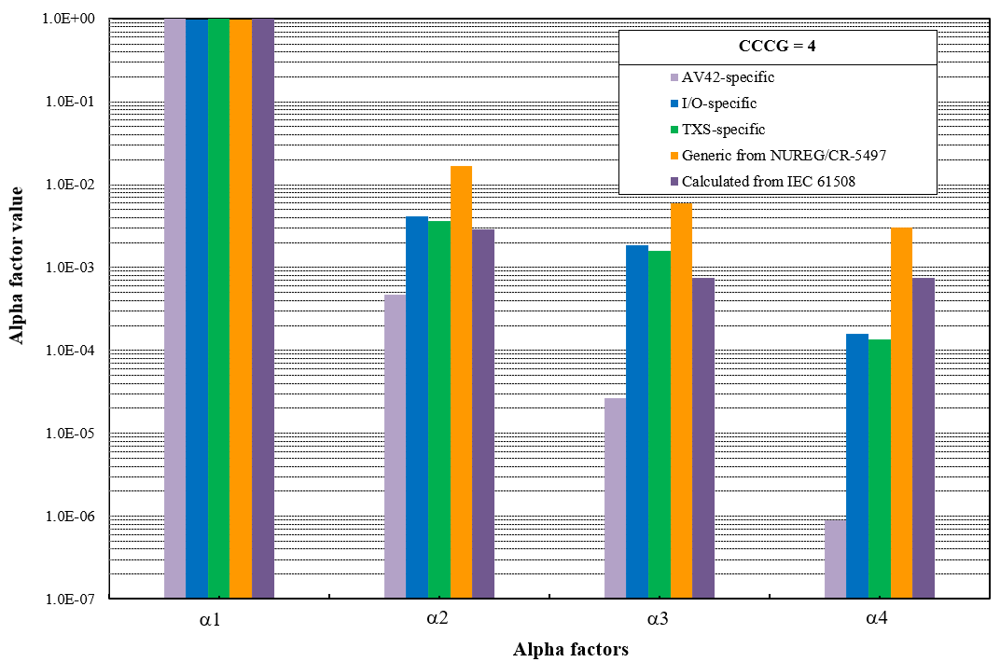 1.0E+00
1.0E-01
1.0E-02
1.0E-03
1.0E-04
1.0E-05
1.0E-06
1.0E-07
Alpha factor value
CCCG = 4
AV42-specific
I/O-specific
TXS-specific
Generic from NUREG/CR-5497
Calculated from IEC 61508
α1 α2 α3 α4
Alpha factors